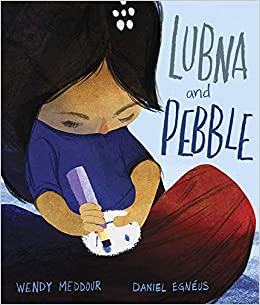 LUBNA
and
PEBBLE
WENDY MEDDOUR DANIEL EGNÉUS